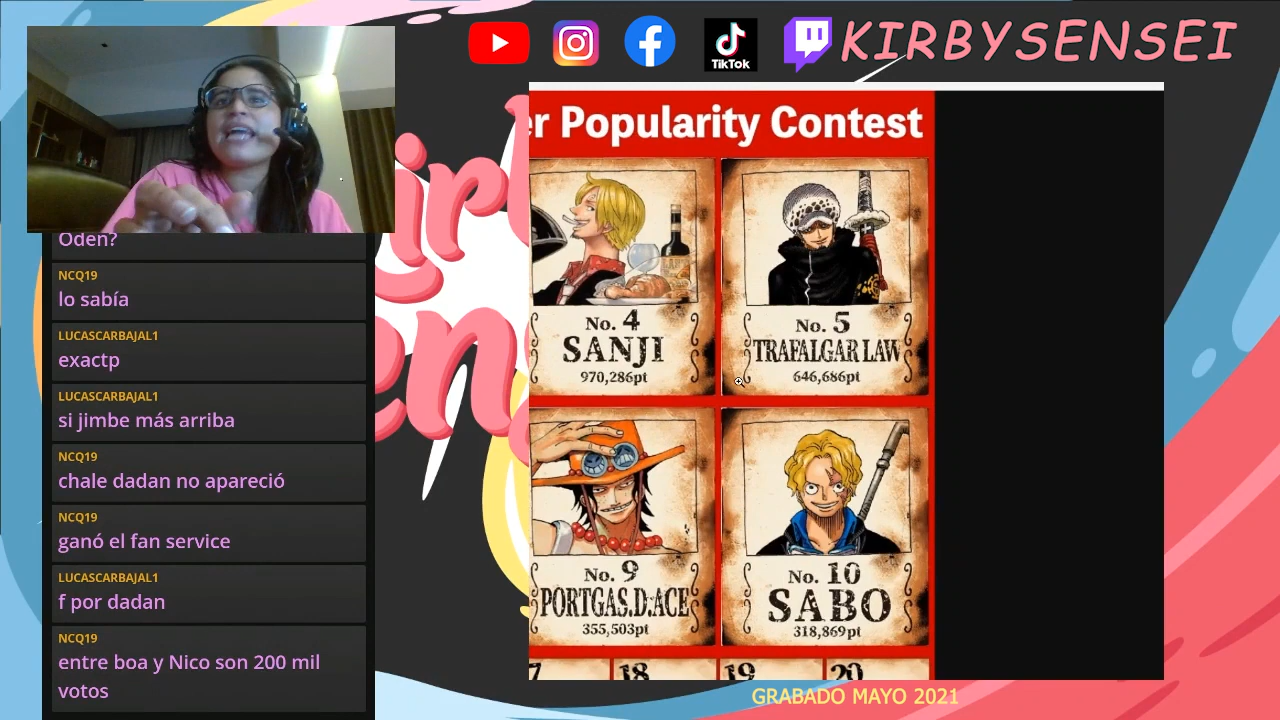 TikTok
KIRBYSENSEI
er Popularity Contest
No. 4
SANJI
970,286pt
No. 5
TRAFALGAR LAW
646,686pt
No. 9
PORTGAS.D.ACE
355,503pt
No. 10
SABO
318,869pt
17
18
19
20
Oden?
NCQ19
lo sabía
LUCASCARBAJAL1
exactp
LUCASCARBAJAL1
si jimbe más arriba
NCQ19
chale dadan no apareció
NCQ19
ganó el fan service
LUCASCARBAJAL1
f por dadan
NCQ19
entre boa y Nico son 200 mil
votos
GRABADO MAYO 2021